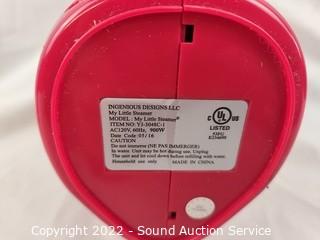 INGENIOUS DESIGNS LLC
My Little Steamer
MODEL: My Little Steamer®
ITEM NO: YJ-3048C-1
AC120V, 60Hz, 900W
Date Code: 05/16
CAUTION
Do not immerse (NE PAS IMMERGER)
in water. Unit may be hot during use. Unplug
The unit and let cool down before refilling with water.
Household use only MADE IN CHINA
C UL US
LISTED
E234690
Copyright © 2022 - Sound Auction Service